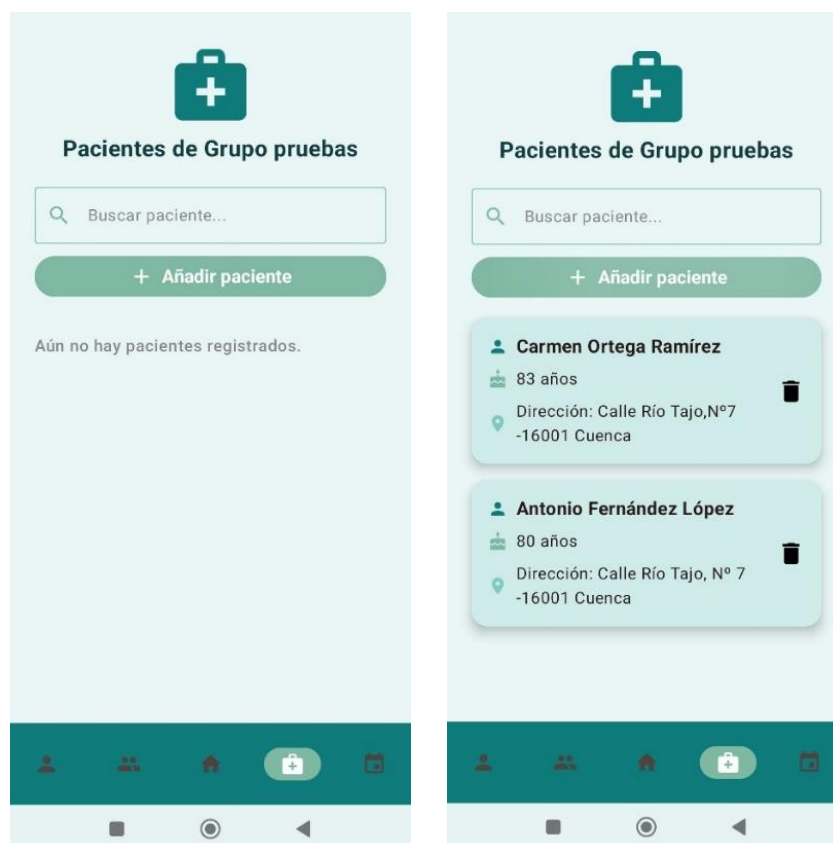 Pacientes de Grupo pruebas
Buscar paciente...
+ Añadir paciente
Aún no hay pacientes registrados.
Pacientes de Grupo pruebas
Buscar paciente...
+ Añadir paciente
Carmen Ortega Ramírez
83 años
Dirección: Calle Río Tajo,Nº7
-16001 Cuenca
Antonio Fernández López
80 años
Dirección: Calle Río Tajo, Nº 7
-16001 Cuenca